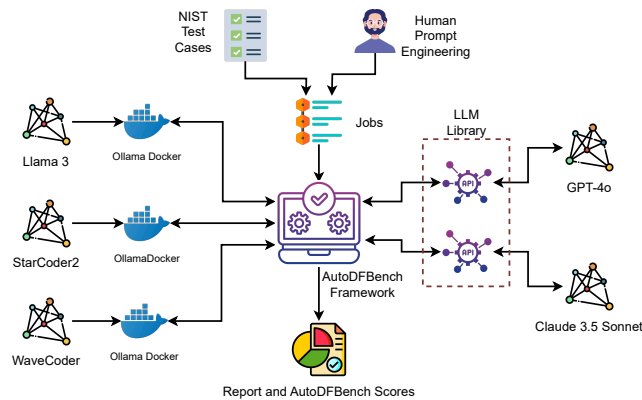 NIST
Test
Cases
Human
Prompt
Engineering
Jobs
LLM
Library
Llama 3
Ollama Docker
API
GPT-4o
StarCoder2
OllamaDocker
API
AutoDFBench
Framework
Claude 3.5 Sonnet
WaveCoder
Ollama Docker
Report and AutoDFBench Scores